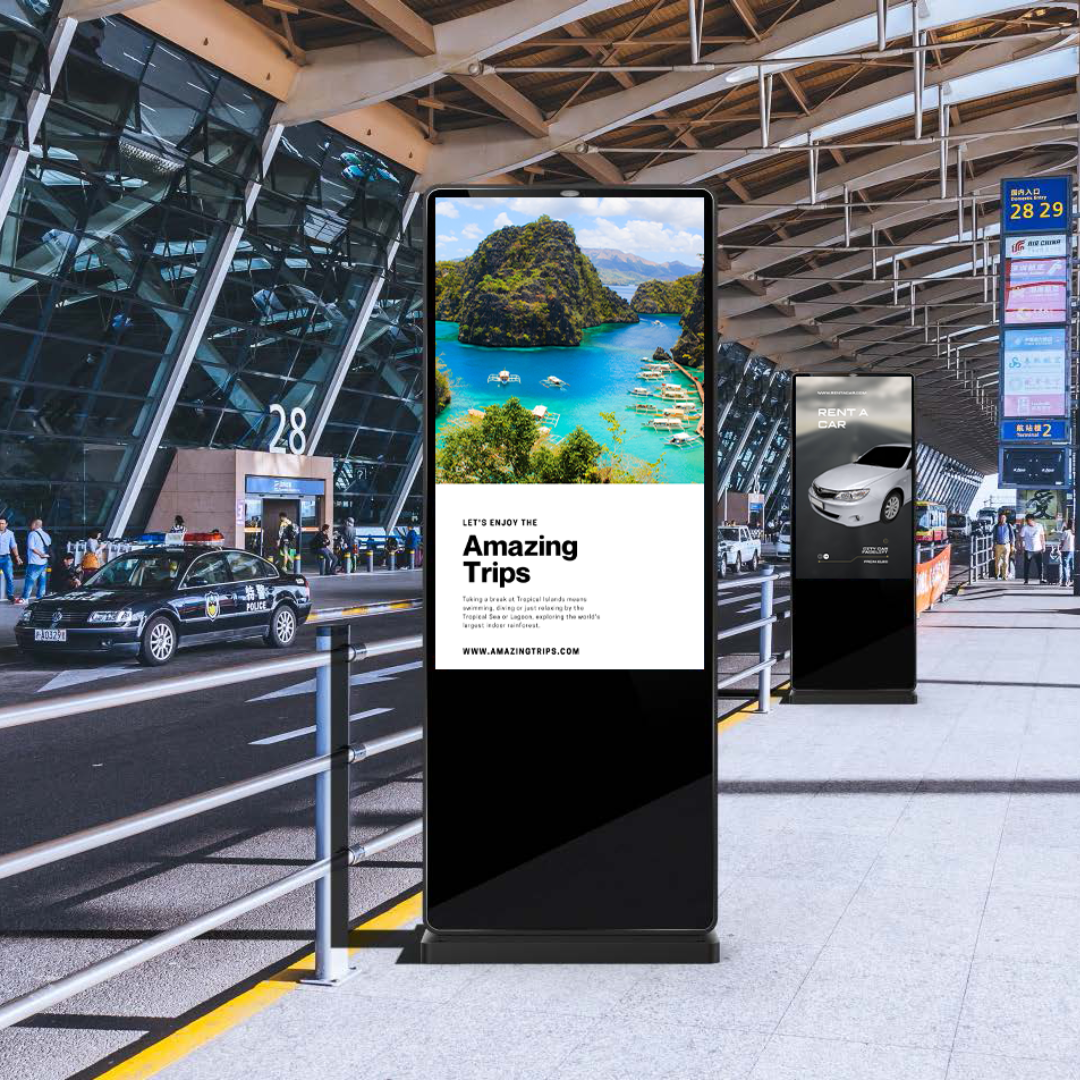 28
特警
POLICE
LET'S ENJOY THE
Amazing
Trips
Taking a break at Tropical Islands means
swimming, diving or just relaxing by the
Tropical Sea or Lagoon, exploring the world's
largest indoor rainforest.
WWW.AMAZINGTRIPS.COM
RENT A
CAR
国内入口
Domestic Entry
28 29
AIR CHINA
航站楼
Terminal 2